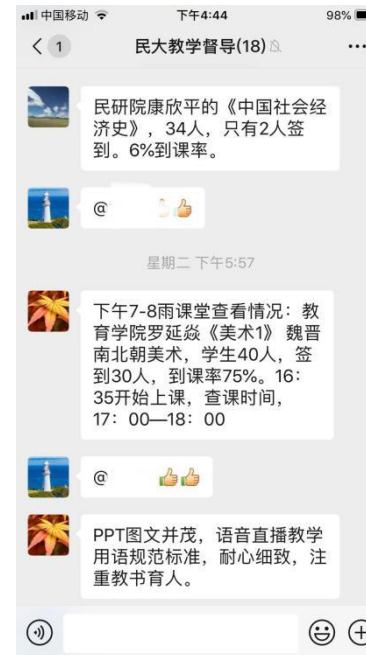 中国移动 下午4:44 98%
1 民大教学督导(18)
民研院康欣平的《中国社会经
济史》，34人，只有2人签
到。6%到课率。
@
星期二 下午5:57
下午7-8雨课堂查看情况：教
育学院罗延焱《美术1》 魏晋
南北朝美术，学生40人，签
到30人，到课率75%。16：
35开始上课，查课时间，
17：00—18：00
@
PPT图文并茂，语音直播教学
用语规范标准，耐心细致，注
重教书育人。